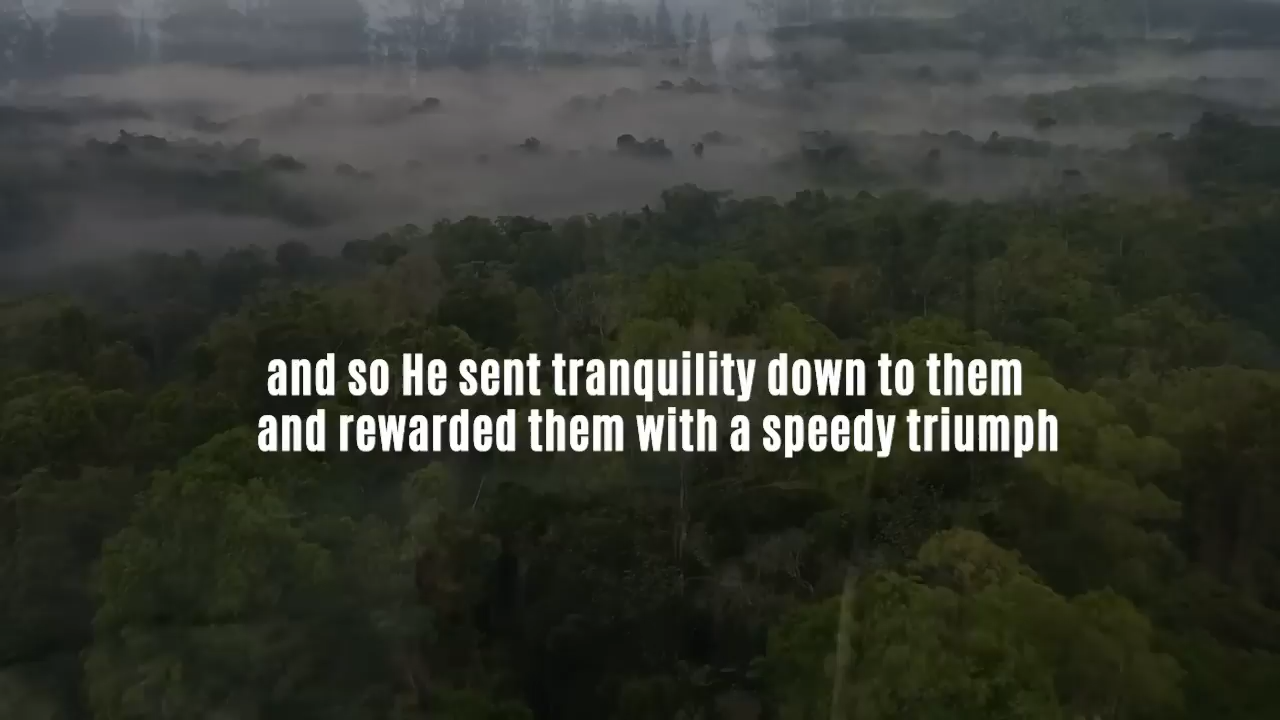 and so He sent tranquility down to them
and rewarded them with a speedy triumph